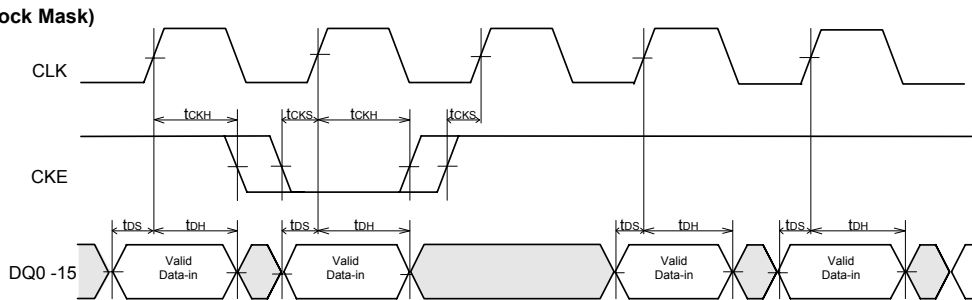 ock Mask)
CLK
tCKH tCKS tCKH tCKS
CKE
tDS tDH tDS tDH tDS tDH tDS tDH
DQ0 -15
Valid
Data-in
Valid
Data-in
Valid
Data-in
Valid
Data-in